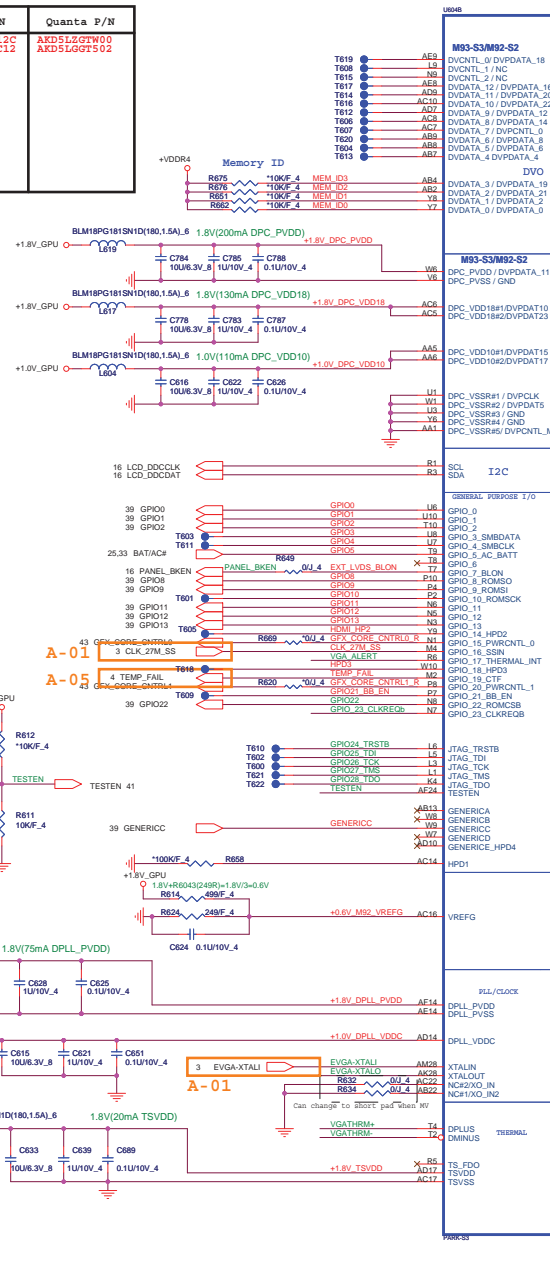 N Quanta P/N
2C AKD5LZGTW00
C12 AKD5LGGT502
U604B
M93-S3/M92-S2
T619 AE9 DVCNTL_0/ DVPDATA_18
T608 L9 DVCNTL_1 / NC
T615 N9 DVCNTL_2 / NC
T617 AE8 DVDATA_12 / DVPDATA_16
T614 AD9 DVDATA_11 / DVPDATA_20
T616 AC10 DVDATA_10 / DVPDATA_22
T612 AD7 DVDATA_9 / DVPDATA_12
T606 AC8 DVDATA_8 / DVPDATA_14
T607 AC7 DVDATA_7 / DVPCNTL_0
T620 AB9 DVDATA_6 / DVPDATA_8
T604 AB8 DVDATA_5 / DVPDATA_6
T613 AB7 DVDATA_4 DVPDATA_4
DVO
+VDDR4 Memory ID
R675 *10K/F_4 MEM_ID3 AB4 DVDATA_3 / DVPDATA_19
R676 *10K/F_4 MEM_ID2 AB2 DVDATA_2 / DVPDATA_21
R651 *10K/F_4 MEM_ID1 Y8 DVDATA_1 / DVPDATA_2
R662 *10K/F_4 MEM_ID0 Y7 DVDATA_0 / DVPDATA_0
BLM18PG181SN1D(180,1.5A)_6 1.8V(200mA DPC_PVDD)
+1.8V_GPU L619 +1.8V_DPC_PVDD
M93-S3/M92-S2
C784 C785 C788
10U/6.3V_8 1U/10V_4 0.1U/10V_4
W6 DPC_PVDD / DVPDATA_11
V6 DPC_PVSS / GND
BLM18PG181SN1D(180,1.5A)_6 1.8V(130mA DPC_VDD18)
+1.8V_GPU L617 +1.8V_DPC_VDD18 AC6 DPC_VDD18#1/DVPDAT10
AC5 DPC_VDD18#2/DVPDAT23
C778 C783 C787
10U/6.3V_8 1U/10V_4 0.1U/10V_4
BLM18PG181SN1D(180,1.5A)_6 1.0V(110mA DPC_VDD10)
+1.0V_GPU L604 +1.0V_DPC_VDD10
AA5 DPC_VDD10#1/DVPDAT15
AA6 DPC_VDD10#2/DVPDAT17
C616 C622 C626
10U/6.3V_8 1U/10V_4 0.1U/10V_4
U1 DPC_VSSR#1 / DVPCLK
W1 DPC_VSSR#2 / DVPDAT5
U3 DPC_VSSR#3 / GND
Y6 DPC_VSSR#4 / GND
AA1 DPC_VSSR#5/ DVPCNTL_M
16 LCD_DDCCLK R1 SCL
16 LCD_DDCDAT R3 SDA
I2C
GENERAL PURPOSE I/O
39 GPIO0 GPIO0 U6 GPIO_0
39 GPIO1 GPIO1 U10 GPIO_1
39 GPIO2 GPIO2 T10 GPIO_2
T603 GPIO3 U8 GPIO_3_SMBDATA
T611 GPIO4 U7 GPIO_4_SMBCLK
25,33 BAT/AC# GPIO5 T9 GPIO_5_AC_BATT
T8 GPIO_6
16 PANEL_BKEN PANEL_BKEN R649 0/J_4 EXT_LVDS_BLON T7 GPIO_7_BLON
39 GPIO8 GPIO8 P10 GPIO_8_ROMSO
39 GPIO9 GPIO9 P4 GPIO_9_ROMSI
T601 GPIO10 P2 GPIO_10_ROMSCK
39 GPIO11 GPIO11 N6 GPIO_11
39 GPIO12 GPIO12 N5 GPIO_12
39 GPIO13 GPIO13 N3 GPIO_13
T605 HDMI_HP2 Y9 GPIO_14_HPD2
43 GFX_CORE_CNTRL0 R669 *0/J_4 GFX_CORE_CNTRL0_R N1 GPIO_15_PWRCNTL_0
A-01 3 CLK_27M_SS CLK_27M_SS M4 GPIO_16_SSIN
VGA_ALERT R6 GPIO_17_THERMAL_INT
T618 HPD3 W10 GPIO_18_HPD3
A-05 4 TEMP_FAIL TEMP_FAIL M2 GPIO_19_CTF
43 GFX_CORE_CNTRL1 R620 *0/J_4 GFX_CORE_CNTRL1_R P8 GPIO_20_PWRCNTL_1
T609 GPIO21_BB_EN P7 GPIO_21_BB_EN
39 GPIO22 GPIO22 N8 GPIO_22_ROMCSB
GPIO_23_CLKREQb N7 GPIO_23_CLKREQB
GPU
R612
*10K/F_4
T610 GPIO24_TRSTB L6 JTAG_TRSTB
T602 GPIO25_TDI L5 JTAG_TDI
T600 GPIO26_TCK L3 JTAG_TCK
T621 GPIO27_TMS L1 JTAG_TMS
T622 GPIO28_TDO K4 JTAG_TDO
TESTEN TESTEN 41 TESTEN AF24 TESTEN
R611
10K/F_4
AB13 GENERICA
W8 GENERICB
39 GENERICC GENERICC W9 GENERICC
W7 GENERICD
AD10 GENERICE_HPD4
*100K/F_4 R658 AC14 HPD1
+1.8V_GPU
1.8V+R6043(249R)=1.8V/3=0.6V
R614 499/F_4
R624 249/F_4 +0.6V_M92_VREFG AC16 VREFG
C624 0.1U/10V_4
1.8V(75mA DPLL_PVDD)
C628 C625
1U/10V_4 0.1U/10V_4
PLL/CLOCK
+1.8V_DPLL_PVDD AF14 DPLL_PVDD
AE14 DPLL_PVSS
+1.0V_DPLL_VDDC AD14 DPLL_VDDC
C615 C621 C651
10U/6.3V_8 1U/10V_4 0.1U/10V_4
3 EVGA-XTALI EVGA-XTALI AM28 XTALIN
EVGA-XTALO AK28 XTALOUT
A-01 R632 0/J_4 AC22 NC#2/XO_IN
R634 0/J_4 AB22 NC#1/XO_IN2
Can change to short pad when MV
1D(180,1.5A)_6 1.8V(20mA TSVDD)
VGATHRM+ T4 DPLUS
VGATHRM- T2 DMINUS
THERMAL
C633 C639 C689
10U/6.3V_8 1U/10V_4 0.1U/10V_4
R5 TS_FDO
+1.8V_TSVDD AD17 TSVDD
AC17 TSVSS
PARK-S3